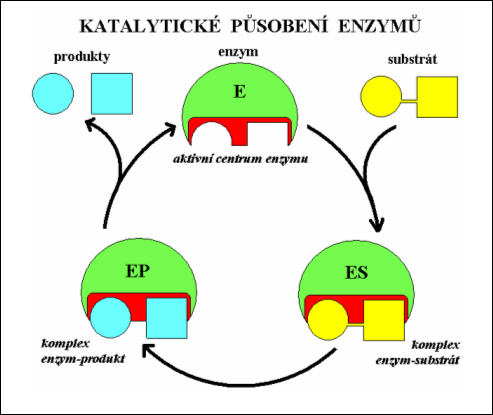 KATALYTICKÉ PŮSOBENÍ ENZYMŮ
produkty
enzym
substrát
E
aktivní centrum enzymu
EP
ES
komplex
enzym-produkt
komplex
enzym-substrát